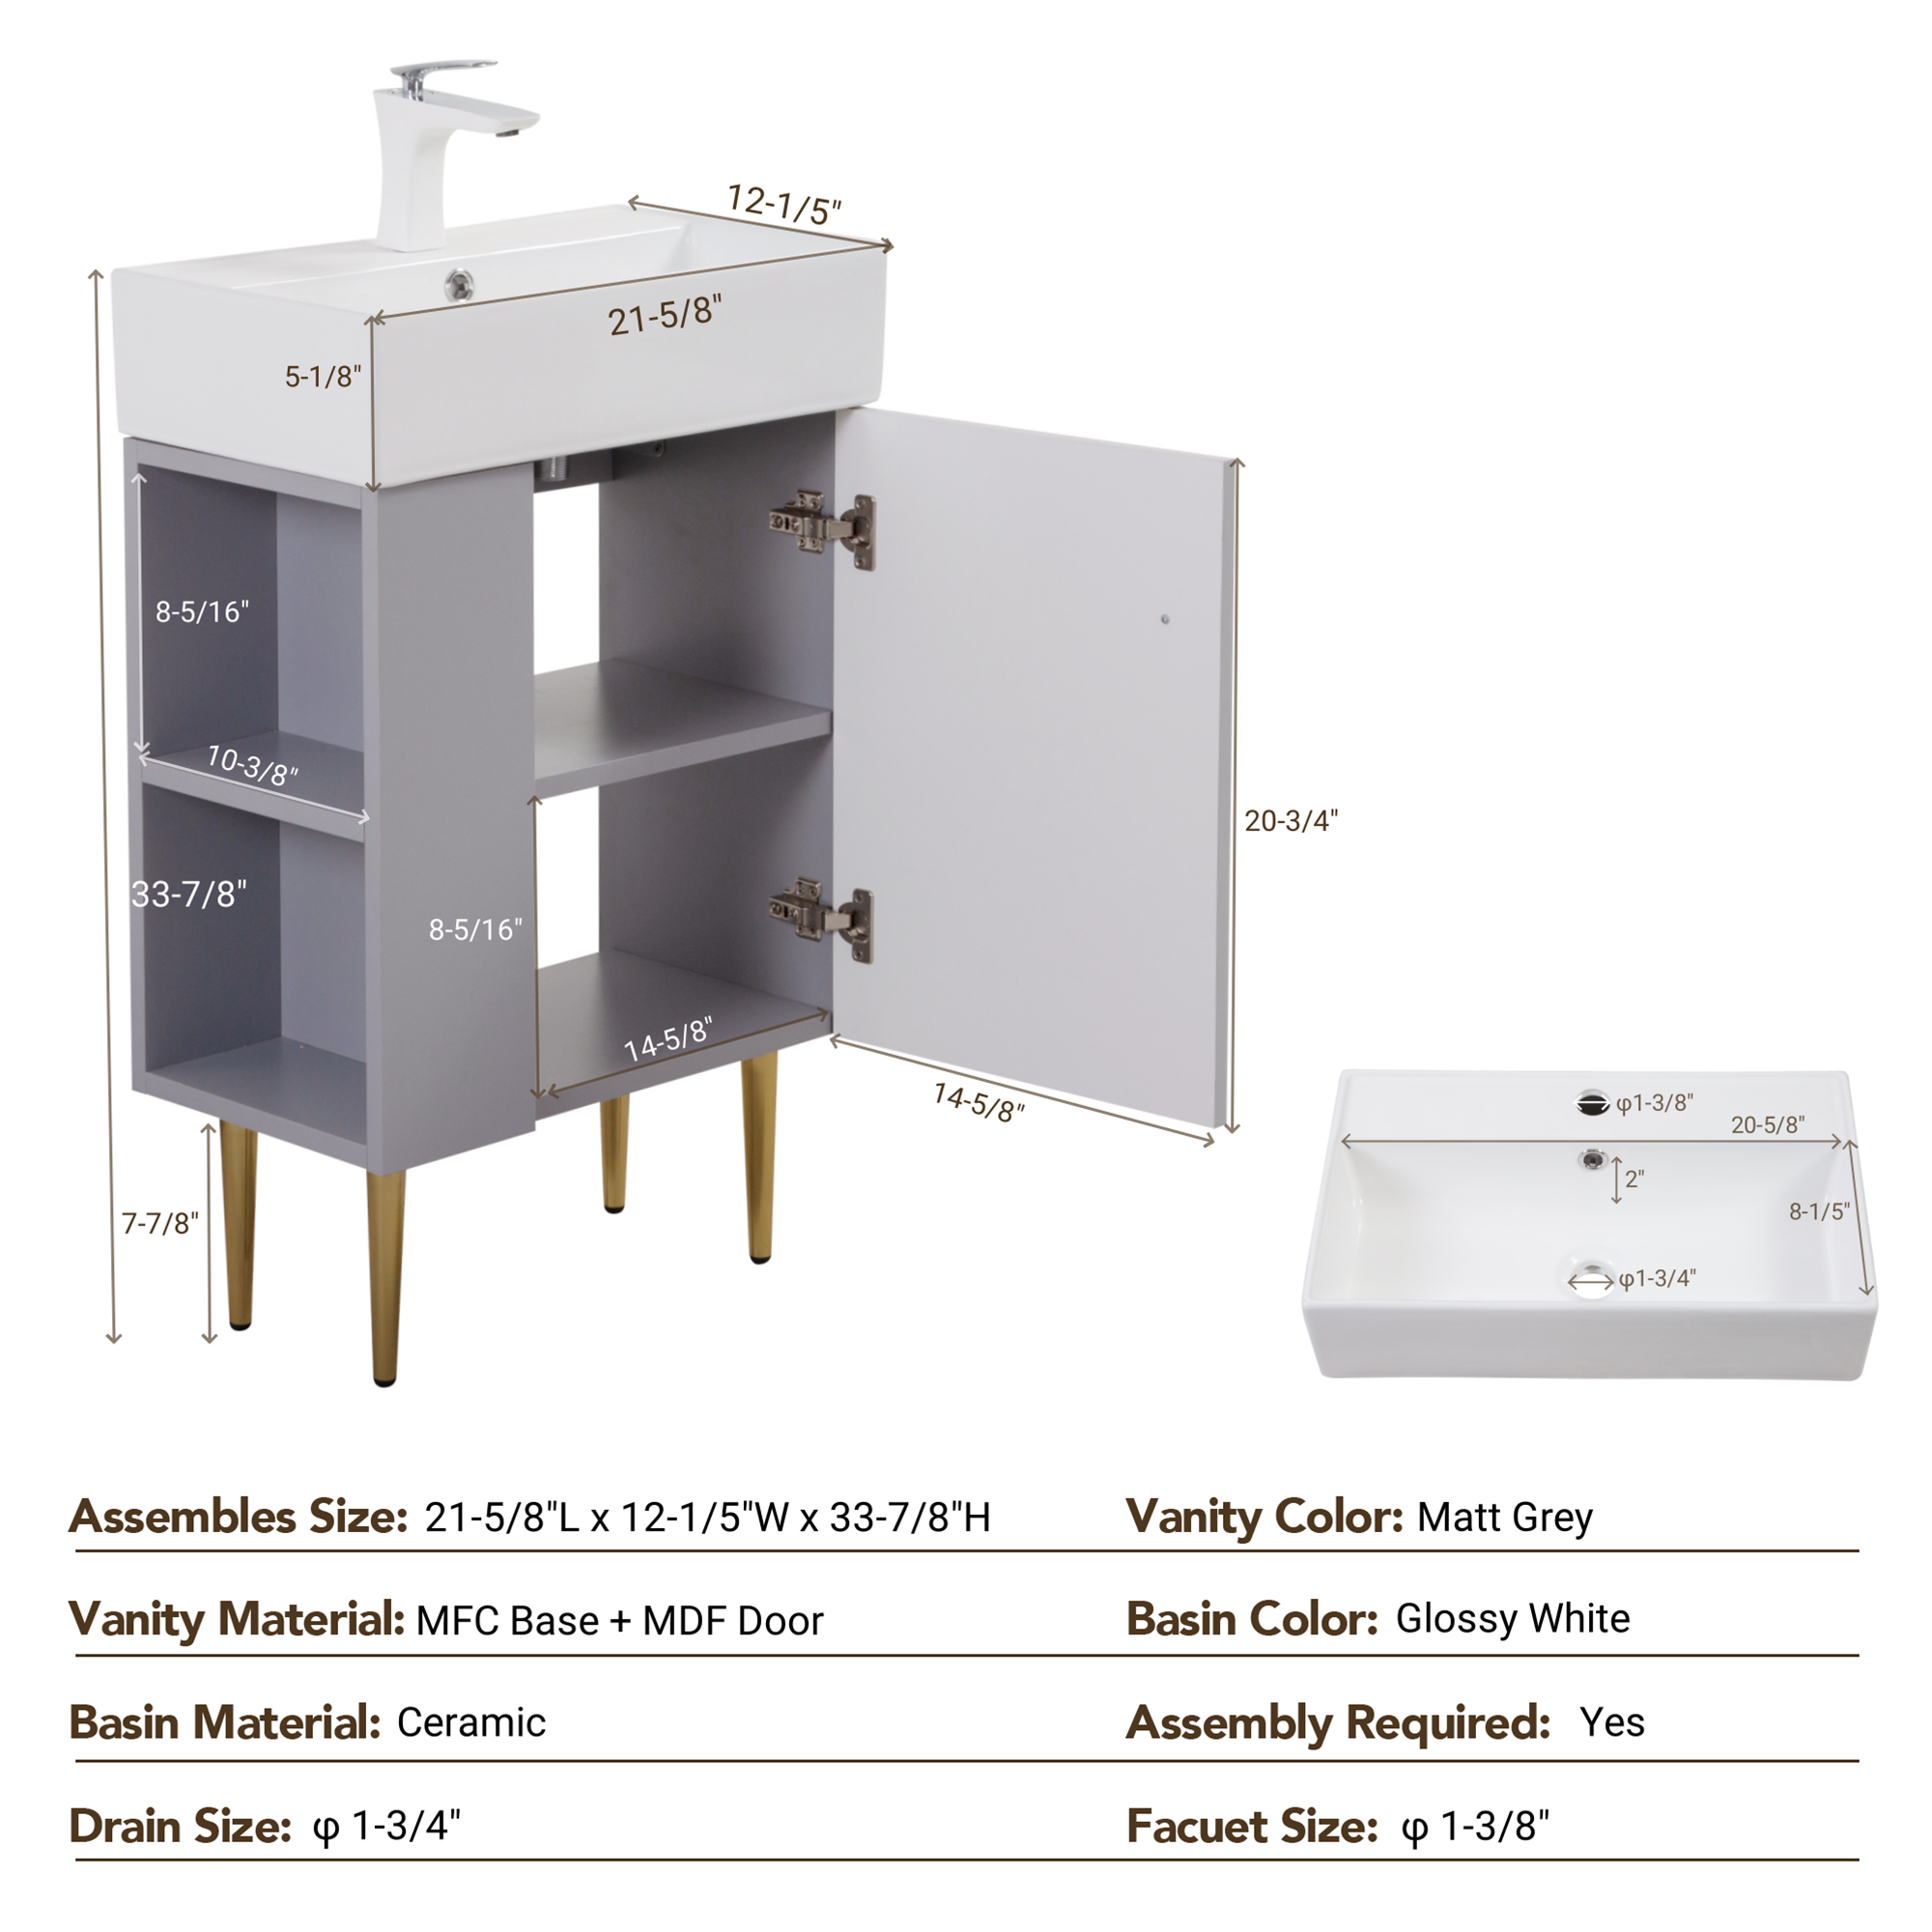 12-1/5"
21-5/8"
5-1/8"
8-5/16"
10-3/8"
33-7/8"
8-5/16"
20-3/4"
14-5/8"
14-5/8"
7-7/8"
φ1-3/8"
20-5/8"
2"
8-1/5"
φ1-3/4"
Assembles Size: 21-5/8"L x 12-1/5"W x 33-7/8"H
Vanity Color: Matt Grey
Vanity Material: MFC Base + MDF Door
Basin Color: Glossy White
Basin Material: Ceramic
Assembly Required: Yes
Drain Size: φ 1-3/4"
Facuet Size: φ 1-3/8"